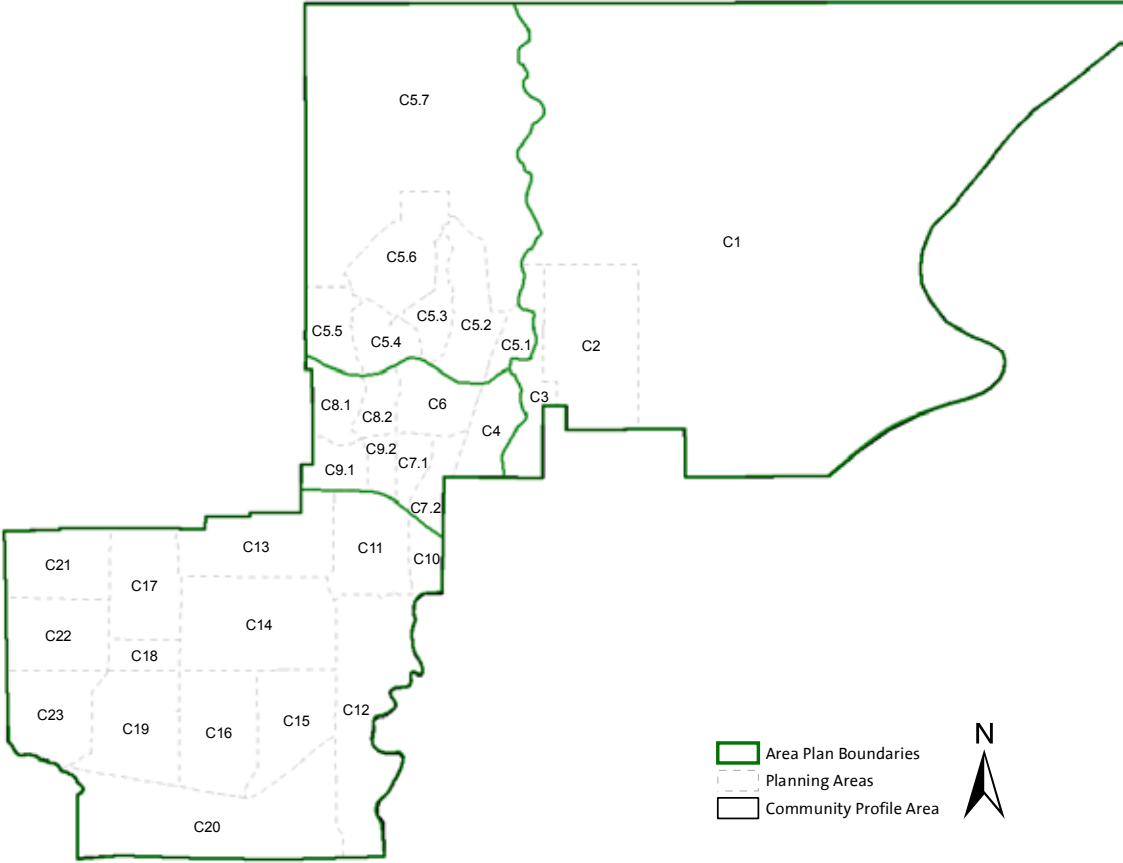 C5.7
C1
C5.6
C5.3
C5.2
C5.5
C5.4
C5.1
C2
C3
C8.1
C8.2
C6
C4
C9.2
C9.1
C7.1
C7.2
C13
C11
C10
C21
C17
C14
C22
C18
C12
C23
C19
C16
C15
C20
N
Area Plan Boundaries
Planning Areas
Community Profile Area